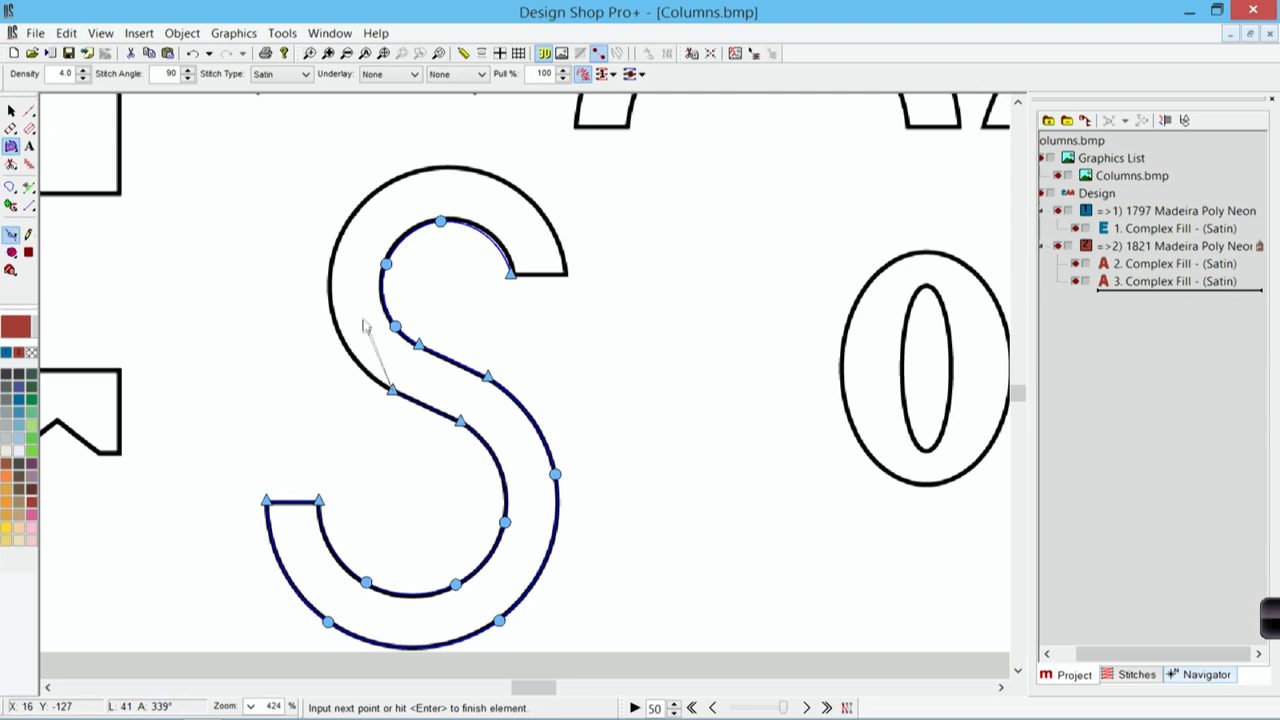 Design Shop Pro+ - [Columns.bmp]
File Edit View Insert Object Graphics Tools Window Help
3D
Density 4.0 Stitch Angle: 90 Stitch Type: Satin Underlay: None None Pull %: 100
olumns.bmp
Graphics List
Columns.bmp
Design
=>1) 1797 Madeira Poly Neon
1. Complex Fill - (Satin)
=>2) 1821 Madeira Poly Neon
2. Complex Fill - (Satin)
3. Complex Fill - (Satin)
A
S
O
Project Stitches Navigator
X: 16 Y: -127 L: 41 A: 339° Zoom: 424 % Input next point or hit <Enter> to finish element. 50